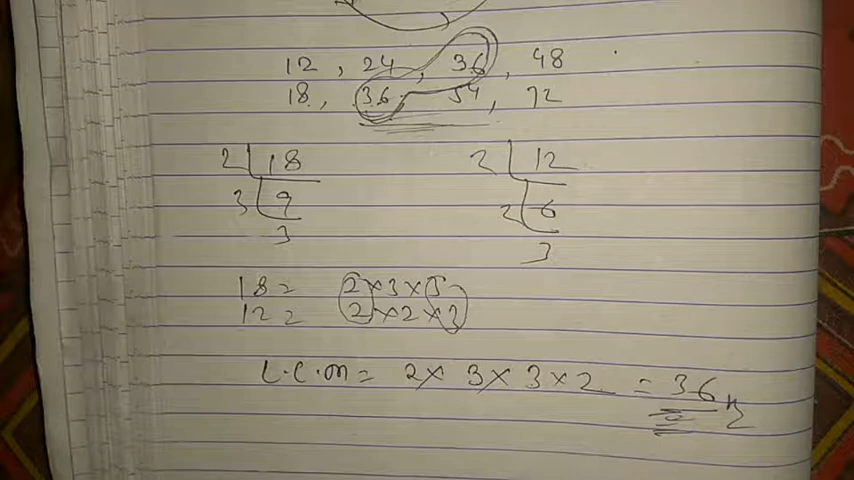 12, 24, 36, 48
18, 36, 54, 72
2 18 2 12
3 9 2 6
3 3
18 = 2×3×3
12 = 2×2×3
L.C.M = 2× 3× 3×2 = 36